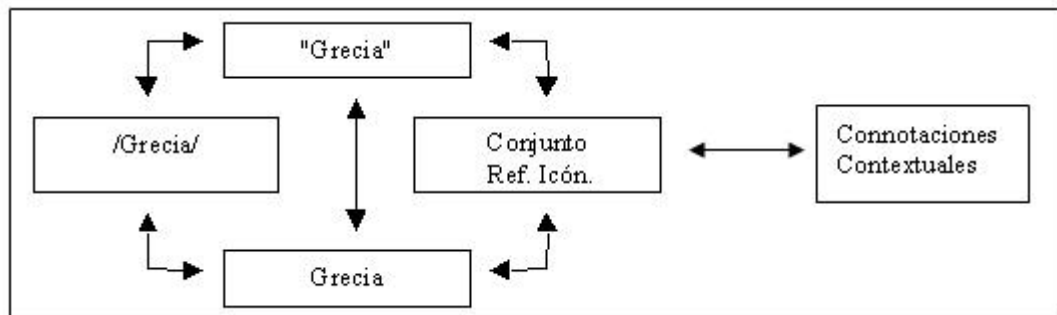 "Grecia"
/Grecia/
Conjunto
Ref. Icón.
Connotaciones
Contextuales
Grecia